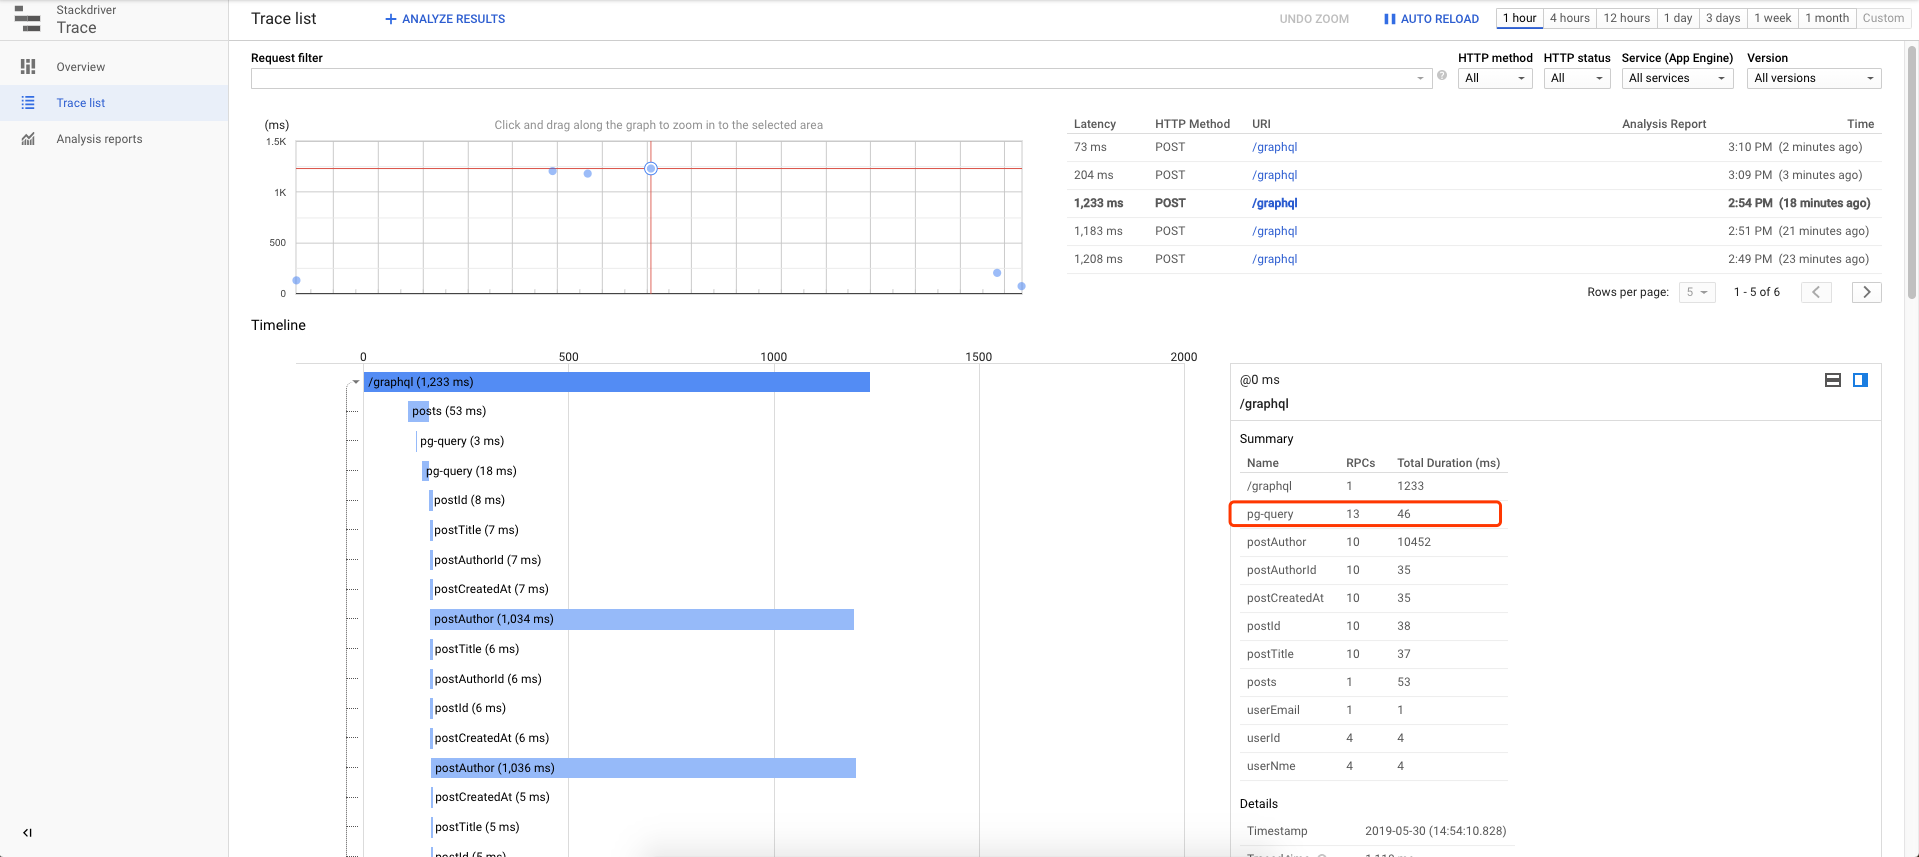 Stackdriver
Trace
Overview
Trace list
Analysis reports
Trace list
ANALYZE RESULTS
UNDO ZOOM
AUTO RELOAD
1 hour
4 hours
12 hours
1 day
3 days
1 week
1 month
Custom
Request filter
HTTP method
All
HTTP status
All
Service (App Engine)
All services
Version
All versions
(ms)
Click and drag along the graph to zoom in to the selected area
1.5K
1K
500
0
Latency HTTP Method URI Analysis Report Time
73 ms POST /graphql 3:10 PM (2 minutes ago)
204 ms POST /graphql 3:09 PM (3 minutes ago)
1,233 ms POST /graphql 2:54 PM (18 minutes ago)
1,183 ms POST /graphql 2:51 PM (21 minutes ago)
1,208 ms POST /graphql 2:49 PM (23 minutes ago)
Rows per page: 5 1 - 5 of 6
Timeline
0 500 1000 1500 2000
/graphql (1,233 ms)
posts (53 ms)
pg-query (3 ms)
pg-query (18 ms)
postId (8 ms)
postTitle (7 ms)
postAuthorId (7 ms)
postCreatedAt (7 ms)
postAuthor (1,034 ms)
postTitle (6 ms)
postAuthorId (6 ms)
postId (6 ms)
postCreatedAt (6 ms)
postAuthor (1,036 ms)
postCreatedAt (5 ms)
postTitle (5 ms)
postId (5 ms)
@0 ms
/graphql
Summary
Name RPCs Total Duration (ms)
/graphql 1 1233
pg-query 13 46
postAuthor 10 10452
postAuthorId 10 35
postCreatedAt 10 35
postId 10 38
postTitle 10 37
posts 1 53
userEmail 1 1
userId 4 4
userNme 4 4
Details
Timestamp 2019-05-30 (14:54:10.828)